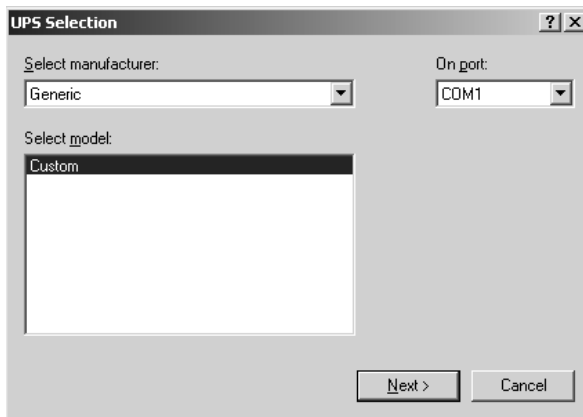 UPS Selection
Select manufacturer:
On port:
Generic
COM1
Select model:
Custom
Next >
Cancel